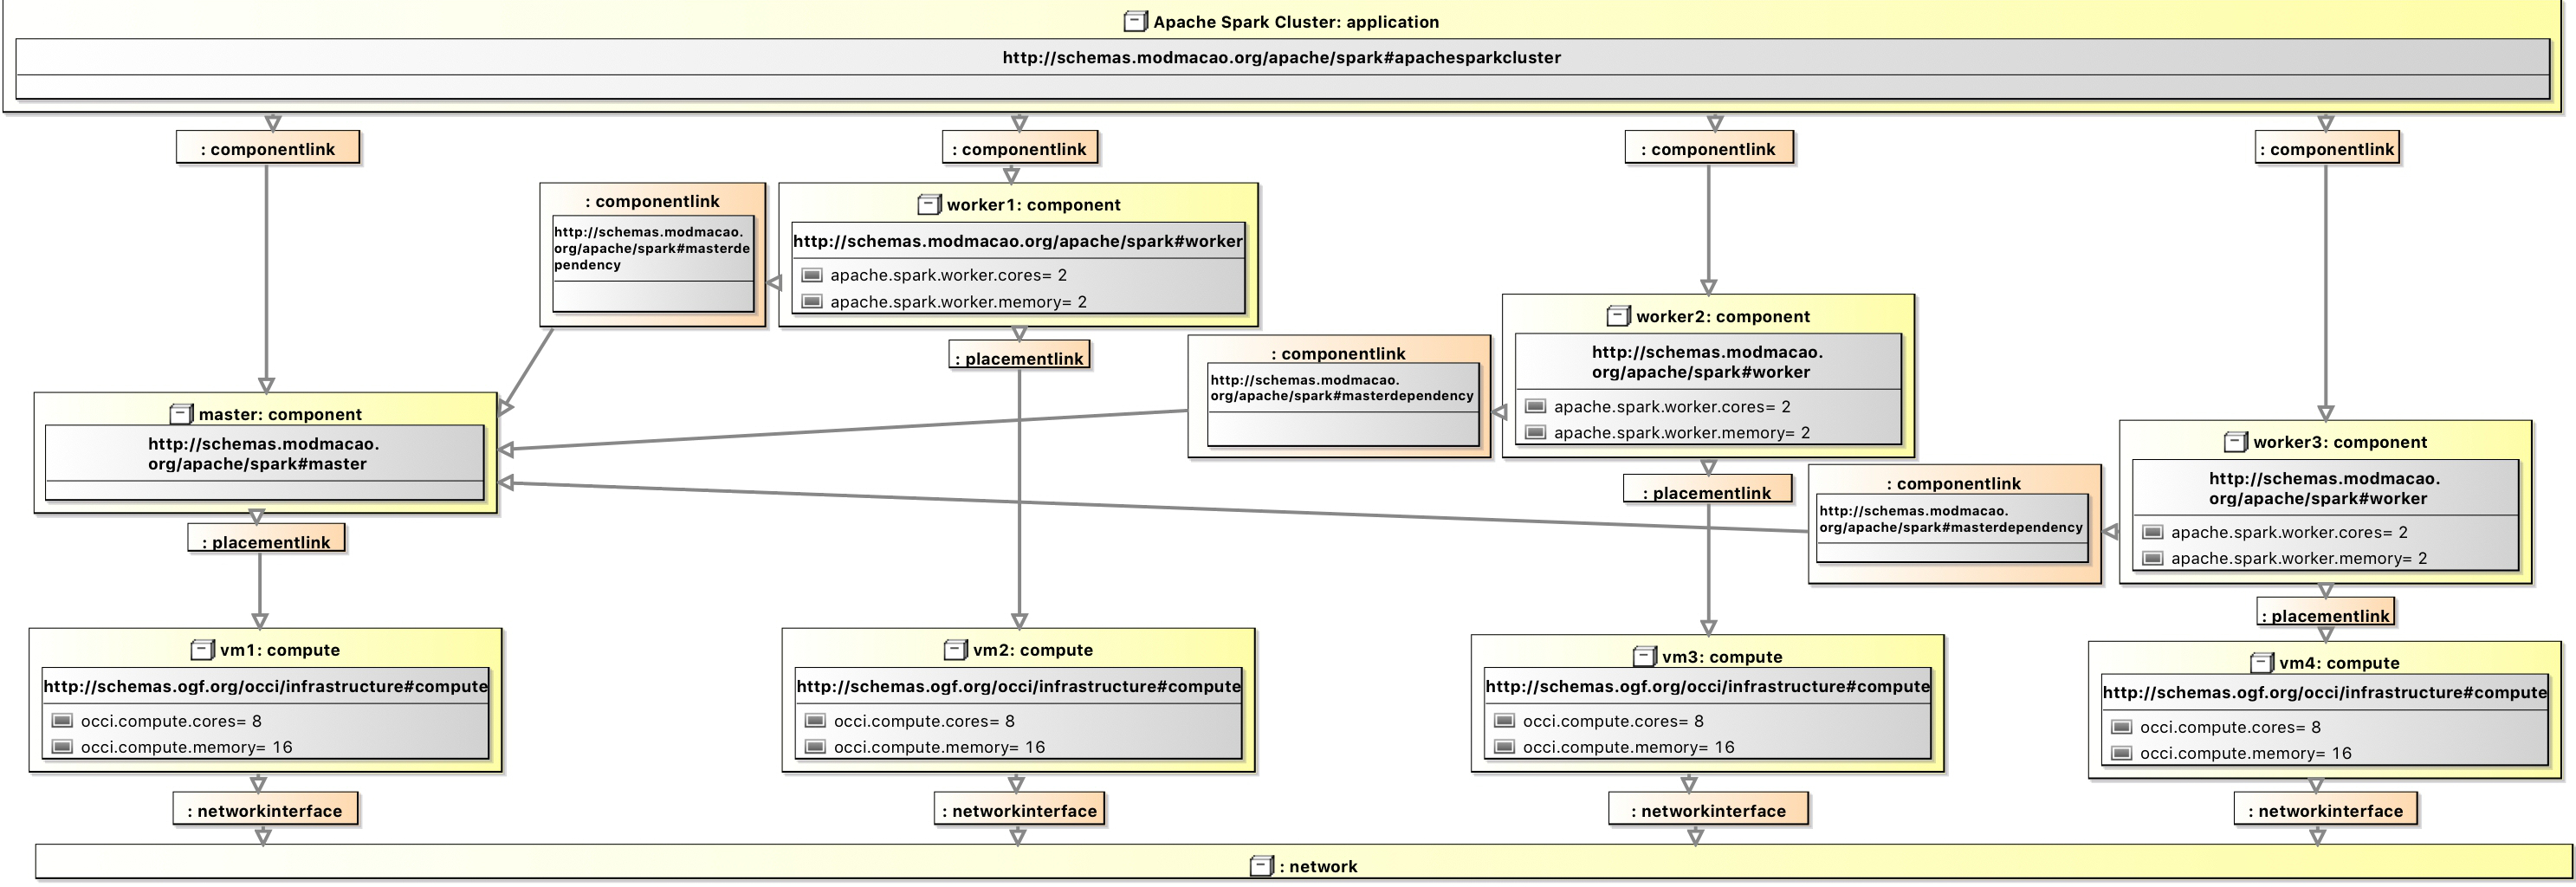 Apache Spark Cluster: application
http://schemas.modmacao.org/apache/spark#apachesparkcluster
: componentlink
: componentlink
: componentlink
: componentlink
: componentlink
http://schemas.modmacao.
org/apache/spark#masterde
pendency
worker1: component
http://schemas.modmacao.org/apache/spark#worker
apache.spark.worker.cores= 2
apache.spark.worker.memory= 2
: placementlink
: componentlink
http://schemas.modmacao.
org/apache/spark#masterdependency
worker2: component
http://schemas.modmacao.
org/apache/spark#worker
apache.spark.worker.cores= 2
apache.spark.worker.memory= 2
: placementlink
master: component
http://schemas.modmacao.
org/apache/spark#master
: placementlink
: componentlink
http://schemas.modmacao.
org/apache/spark#masterdependency
worker3: component
http://schemas.modmacao.
org/apache/spark#worker
apache.spark.worker.cores= 2
apache.spark.worker.memory= 2
: placementlink
vm1: compute
http://schemas.ogf.org/occi/infrastructure#compute
occi.compute.cores= 8
occi.compute.memory= 16
vm2: compute
http://schemas.ogf.org/occi/infrastructure#compute
occi.compute.cores= 8
occi.compute.memory= 16
vm3: compute
http://schemas.ogf.org/occi/infrastructure#compute
occi.compute.cores= 8
occi.compute.memory= 16
vm4: compute
http://schemas.ogf.org/occi/infrastructure#compute
occi.compute.cores= 8
occi.compute.memory= 16
: networkinterface
: networkinterface
: networkinterface
: networkinterface
: network